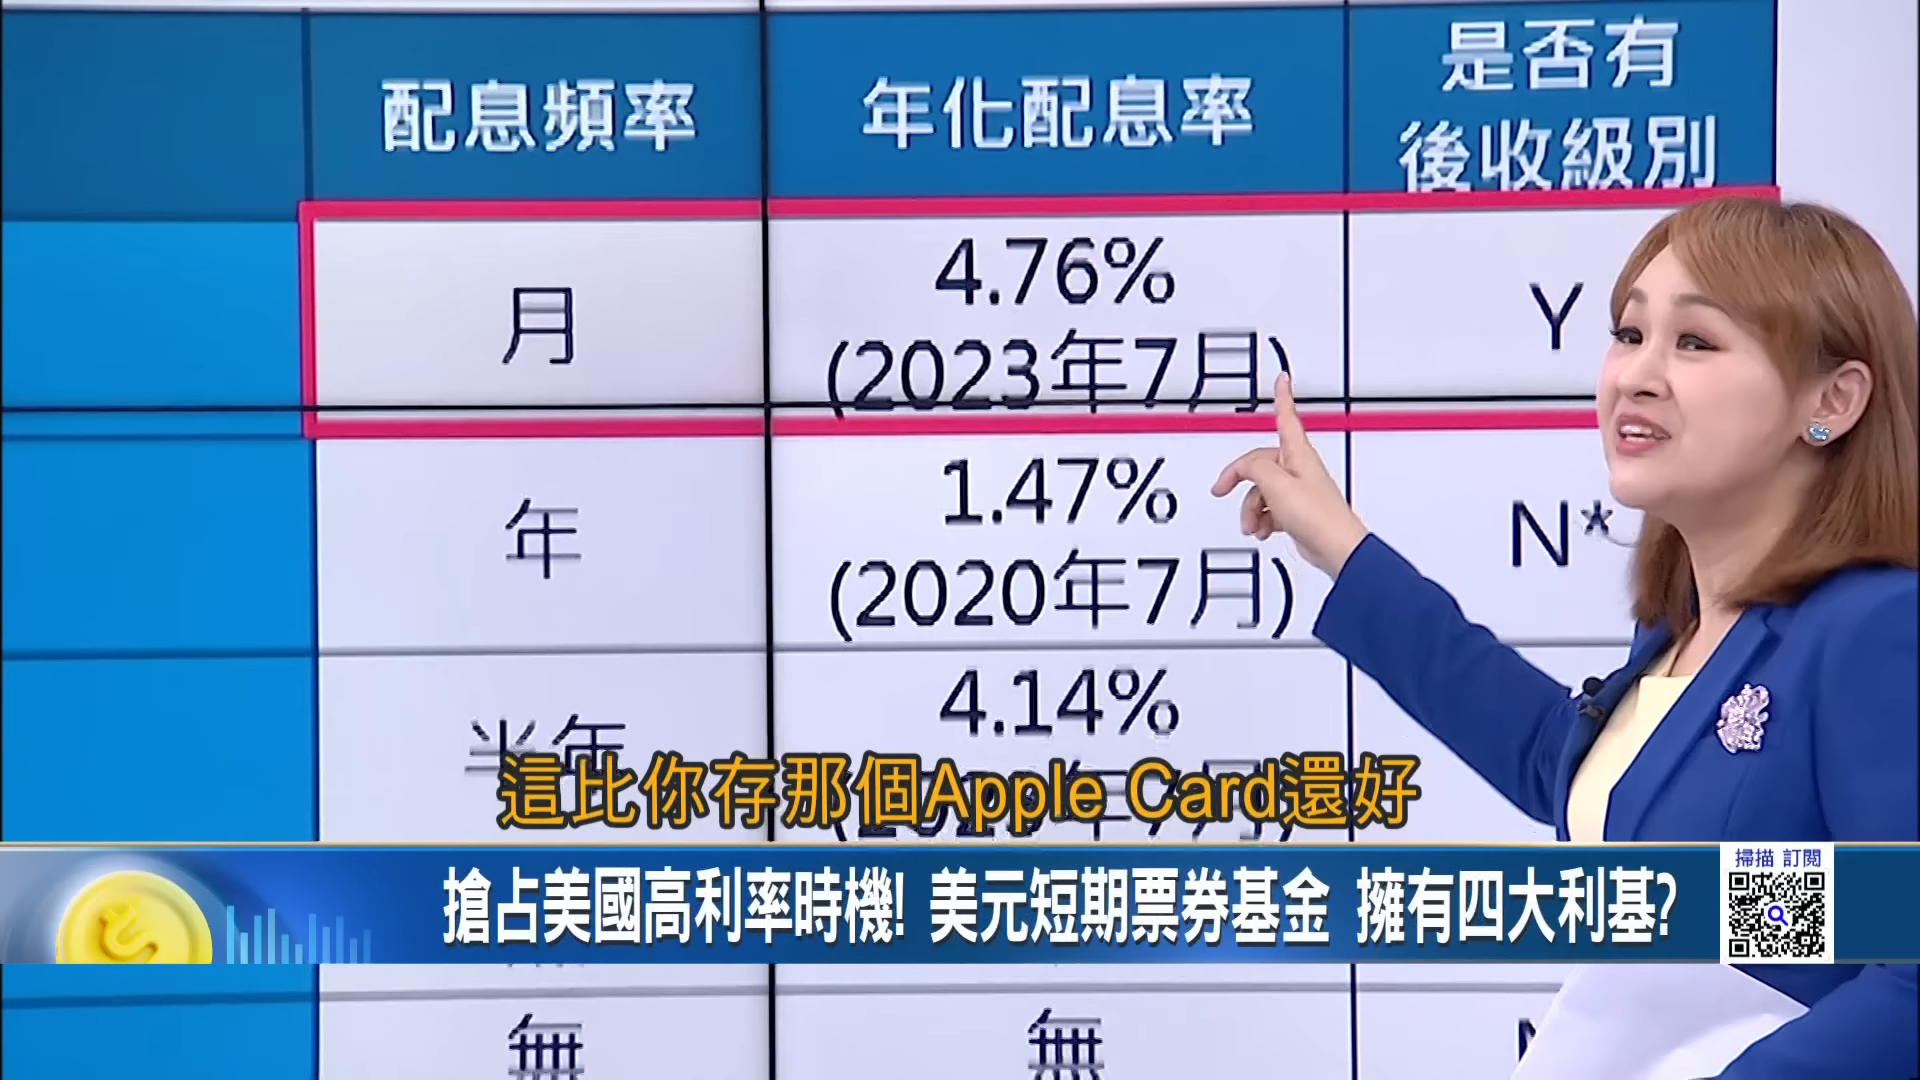 配息頻率 年化配息率 是否有
後收級別
月 4.76%
(2023年7月) Y
年 1.47%
(2020年7月) N*
半年 4.14%
這比你存那個Apple Card還好
搶占美國高利率時機! 美元短期票券基金 擁有四大利基?
掃描 訂閱
無 無